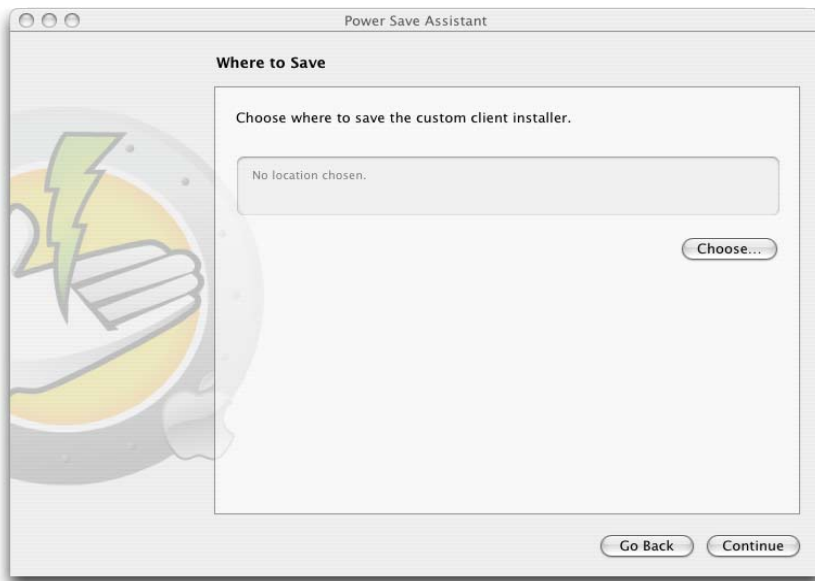 Power Save Assistant
Where to Save
Choose where to save the custom client installer.
No location chosen.
Choose...
Go Back
Continue